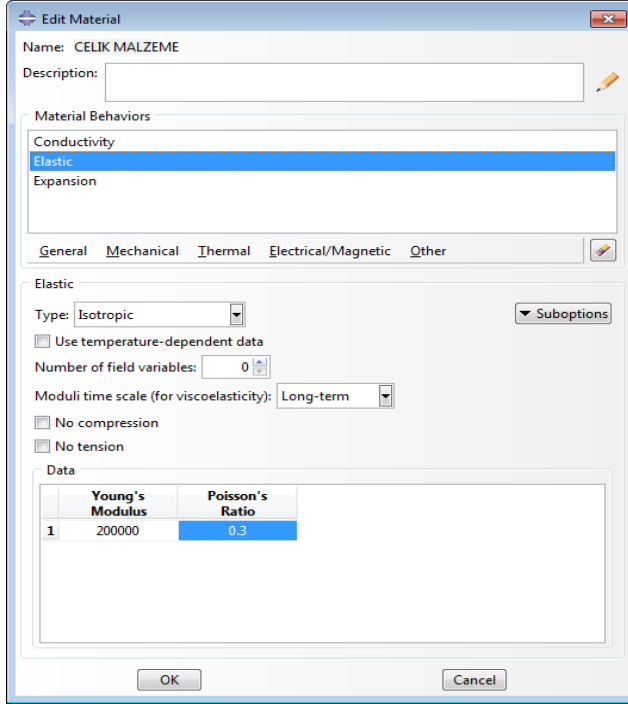 Edit Material
Name: CELIK MALZEME
Description:
Material Behaviors
Conductivity
Elastic
Expansion
General Mechanical Thermal Electrical/Magnetic Other
Elastic
Type: Isotropic Suboptions
Use temperature-dependent data
Number of field variables: 0
Moduli time scale (for viscoelasticity): Long-term
No compression
No tension
Data
Young's Modulus Poisson's Ratio
1 200000 0.3
OK Cancel